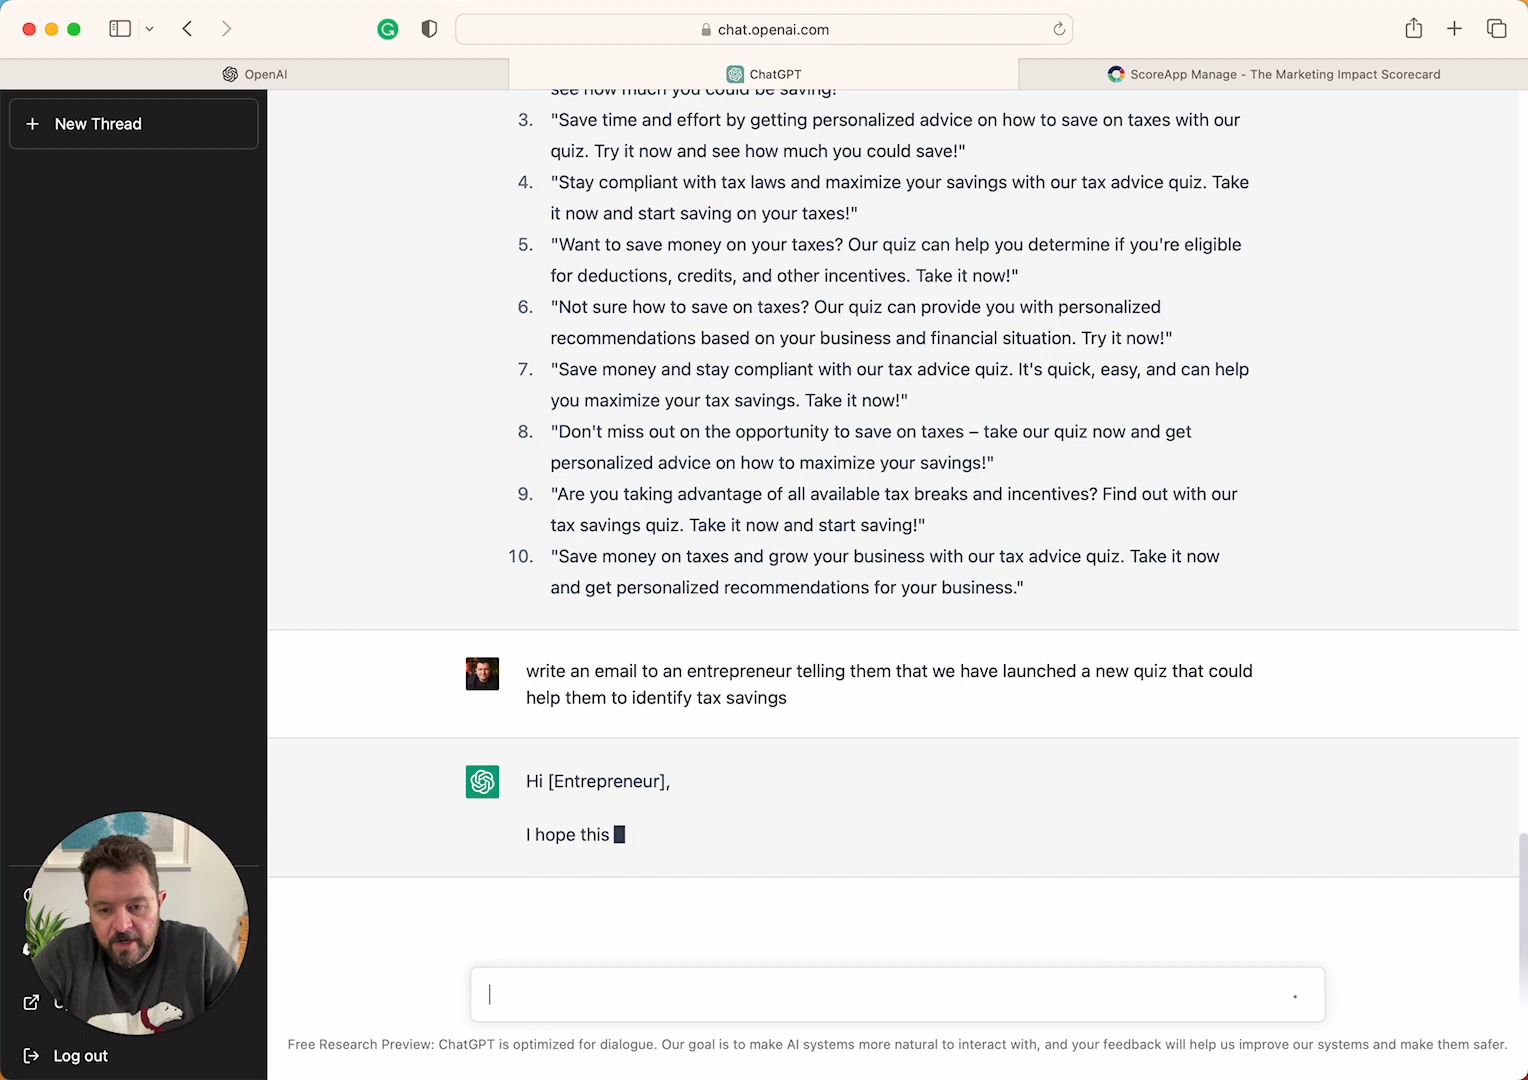 chat.openai.com
OpenAI
ChatGPT
ScoreApp Manage - The Marketing Impact Scorecard
New Thread
see how much you could be saving!"
3. "Save time and effort by getting personalized advice on how to save on taxes with our
quiz. Try it now and see how much you could save!"
4. "Stay compliant with tax laws and maximize your savings with our tax advice quiz. Take
it now and start saving on your taxes!"
5. "Want to save money on your taxes? Our quiz can help you determine if you're eligible
for deductions, credits, and other incentives. Take it now!"
6. "Not sure how to save on taxes? Our quiz can provide you with personalized
recommendations based on your business and financial situation. Try it now!"
7. "Save money and stay compliant with our tax advice quiz. It's quick, easy, and can help
you maximize your tax savings. Take it now!"
8. "Don't miss out on the opportunity to save on taxes – take our quiz now and get
personalized advice on how to maximize your savings!"
9. "Are you taking advantage of all available tax breaks and incentives? Find out with our
tax savings quiz. Take it now and start saving!"
10. "Save money on taxes and grow your business with our tax advice quiz. Take it now
and get personalized recommendations for your business."
write an email to an entrepreneur telling them that we have launched a new quiz that could
help them to identify tax savings
Hi [Entrepreneur],
I hope this
Log out
Free Research Preview: ChatGPT is optimized for dialogue. Our goal is to make AI systems more natural to interact with, and your feedback will help us improve our systems and make them safer.